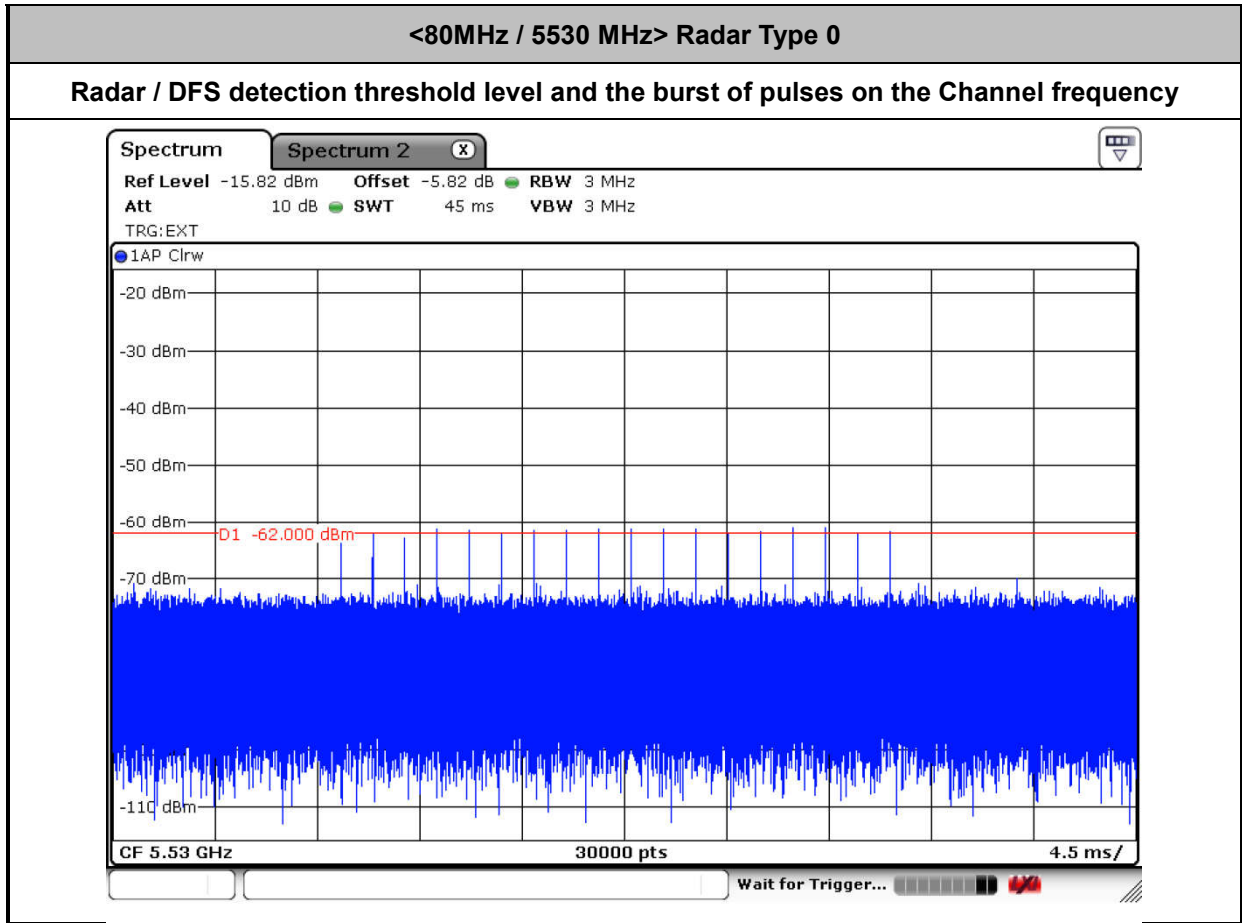 <80MHz / 5530 MHz> Radar Type 0
Radar / DFS detection threshold level and the burst of pulses on the Channel frequency
Spectrum Spectrum 2 X
Ref Level -15.82 dBm Offset -5.82 dB RBW 3 MHz
Att 10 dB SWT 45 ms VBW 3 MHz
TRG:EXT
1AP Clrw
-20 dBm
-30 dBm
-40 dBm
-50 dBm
-60 dBm
D1 -62.000 dBm
-70 dBm
-110 dBm
CF 5.53 GHz 30000 pts 4.5 ms/
Wait for Trigger...